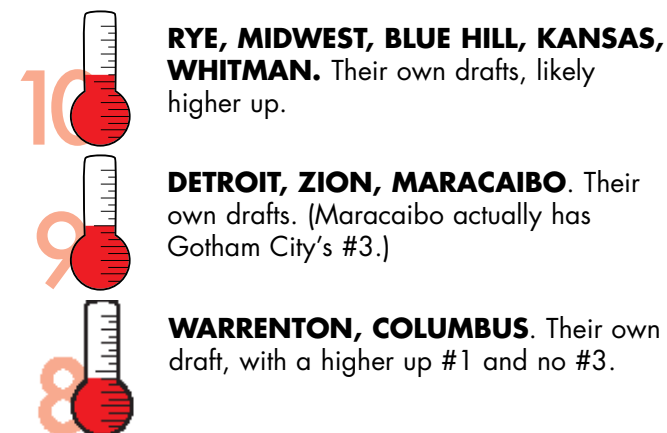 10
RYE, MIDWEST, BLUE HILL, KANSAS,
WHITMAN. Their own drafts, likely
higher up.
9
DETROIT, ZION, MARACAIBO. Their
own drafts. (Maracaibo actually has
Gotham City's #3.)
8
WARRENTON, COLUMBUS. Their own
draft, with a higher up #1 and no #3.